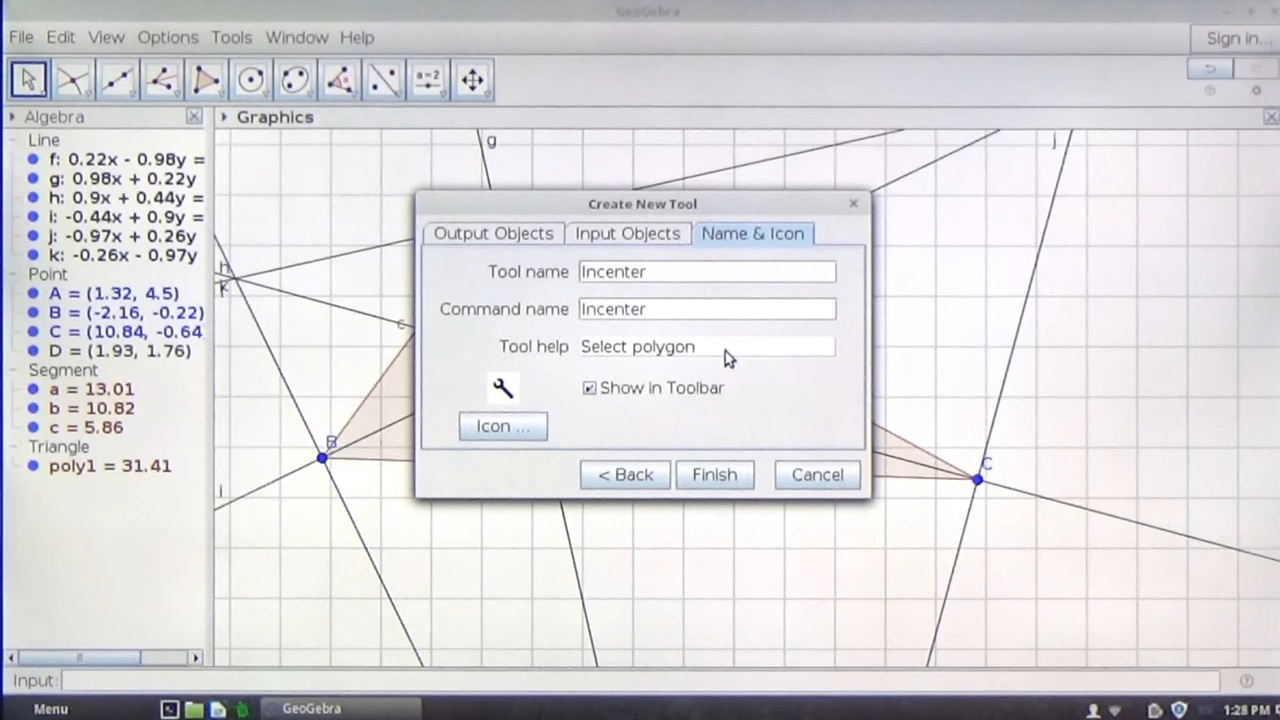 GeoGebra
File Edit View Options Tools Window Help
Sign in...
a=2
Algebra
Graphics
Line
f: 0.22x - 0.98y =
g: 0.98x + 0.22y
h: 0.9x + 0.44y =
i: -0.44x + 0.9y =
j: -0.97x + 0.26y
k: -0.26x - 0.97y
Point
A = (1.32, 4.5)
B = (-2.16, -0.22)
C = (10.84, -0.64
D = (1.93, 1.76)
Segment
a = 13.01
b = 10.82
c = 5.86
Triangle
poly1 = 31.41
g
j
h
k
c
B
i
C
Create New Tool
Output Objects Input Objects Name & Icon
Tool name Incenter
Command name Incenter
Tool help Select polygon
Show in Toolbar
Icon ...
< Back Finish Cancel
Input:
Menu GeoGebra 1:28 PM